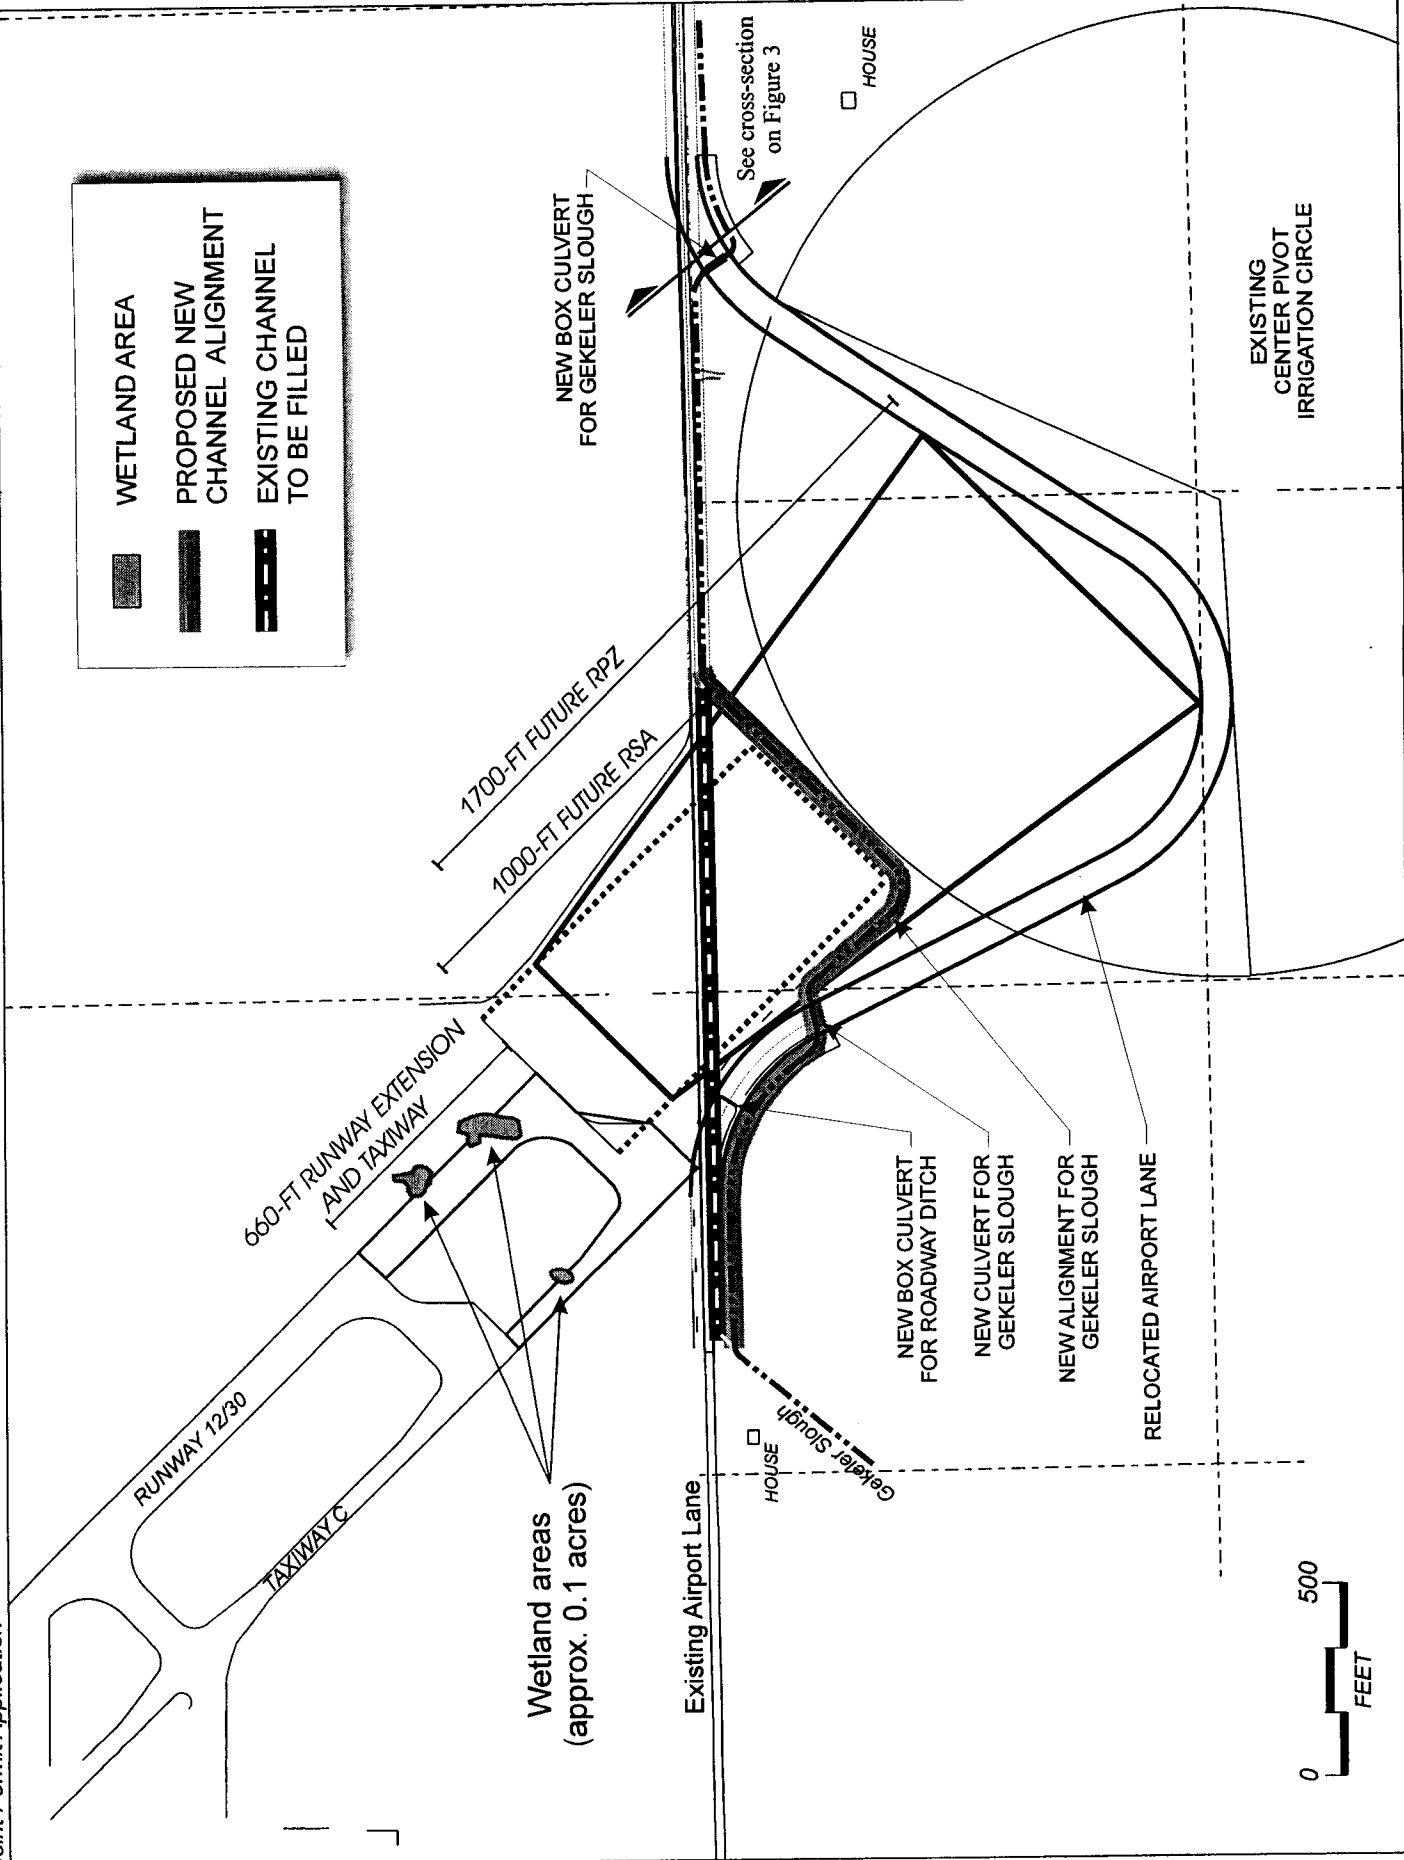 Joint Permit Application
WETLAND AREA
PROPOSED NEW
CHANNEL ALIGNMENT
EXISTING CHANNEL
TO BE FILLED
660-FT RUNWAY EXTENSION
AND TAXIWAY
1700-FT FUTURE RPZ
1000-FT FUTURE RSA
NEW BOX CULVERT
FOR GEKELER SLOUGH
See cross-section
on Figure 3
HOUSE
RUNWAY 12/30
TAXIWAY C
Wetland areas
(approx. 0.1 acres)
Existing Airport Lane
HOUSE
Gekeler Slough
NEW BOX CULVERT
FOR ROADWAY DITCH
NEW CULVERT FOR
GEKELER SLOUGH
NEW ALIGNMENT FOR
GEKELER SLOUGH
RELOCATED AIRPORT LANE
EXISTING
CENTER PIVOT
IRRIGATION CIRCLE
0
500
FEET